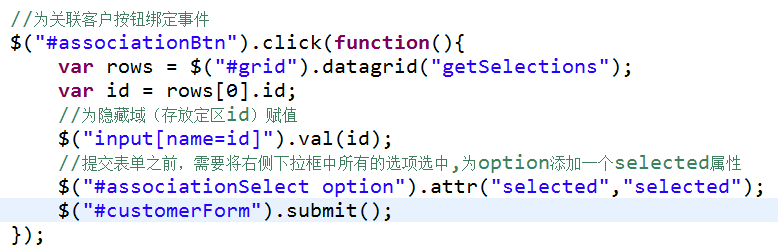 //为关联客户按钮绑定事件
$("#associationBtn").click(function(){
    var rows = $("#grid").datagrid("getSelections");
    var id = rows[0].id;
    //为隐藏域（存放定区id）赋值
    $("input[name=id]").val(id);
    //提交表单之前，需要将右侧下拉框中所有的选项选中,为option添加一个selected属性
    $("#associationSelect option").attr("selected","selected");
    $("#customerForm").submit();
});